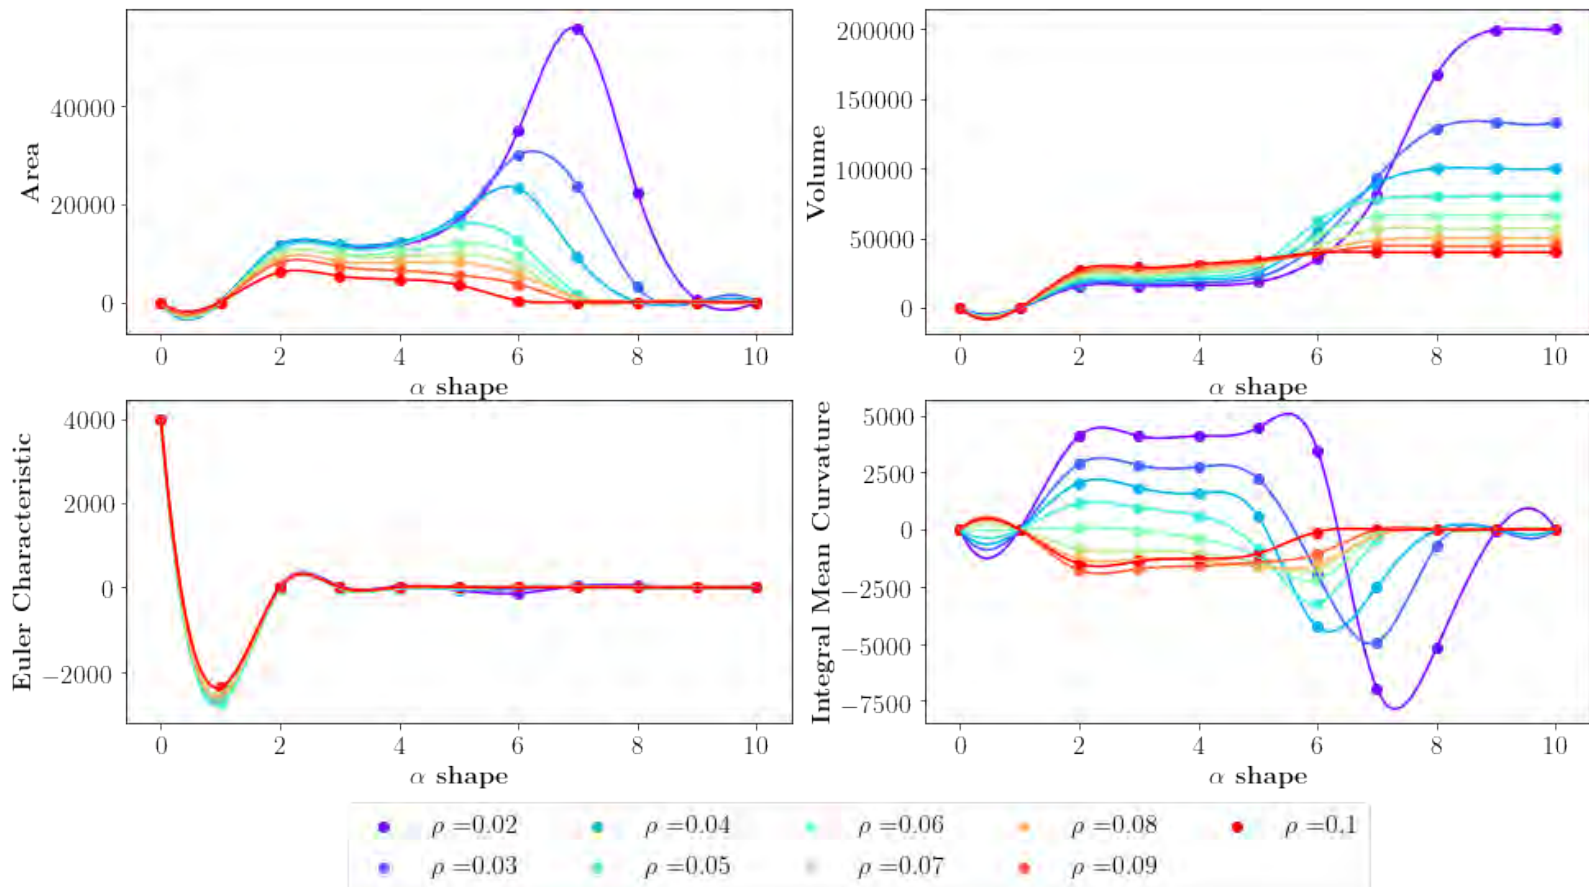 40000
20000
0
Area
0 2 4 6 8 10
α shape
200000
150000
100000
50000
0
Volume
0 2 4 6 8 10
α shape
4000
2000
0
−2000
Euler Characteristic
0 2 4 6 8 10
α shape
5000
2500
0
−2500
−5000
−7500
Integral Mean Curvature
0 2 4 6 8 10
α shape
ρ =0.02 ρ =0.04 ρ =0.06 ρ =0.08 ρ =0.1
ρ =0.03 ρ =0.05 ρ =0.07 ρ =0.09